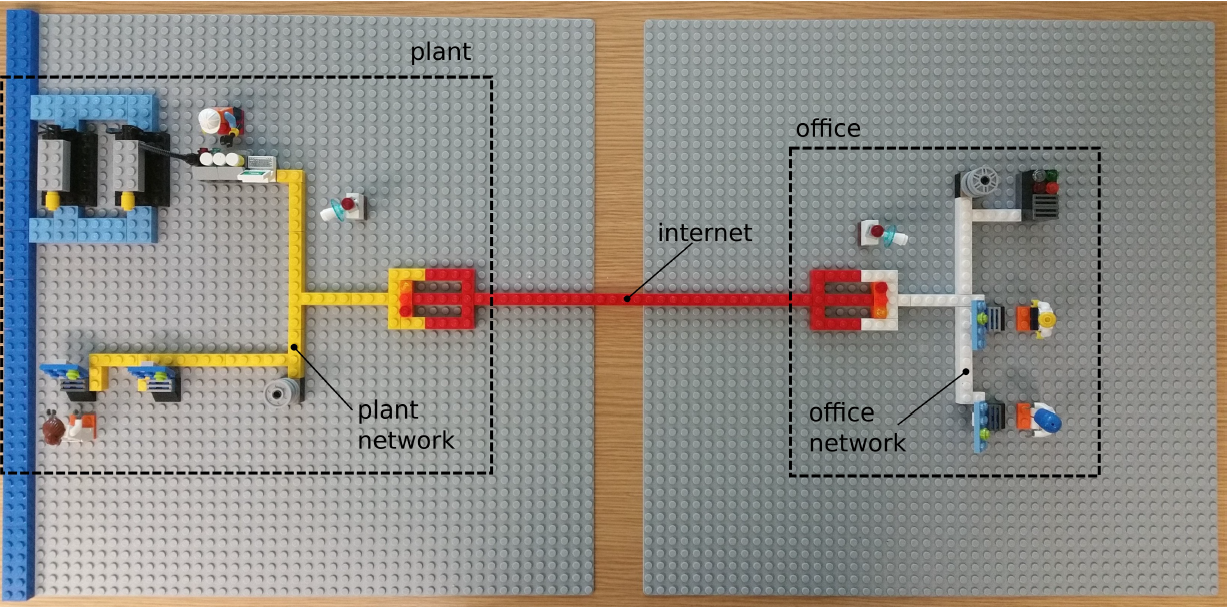 plant
office
internet
plant
network
office
network